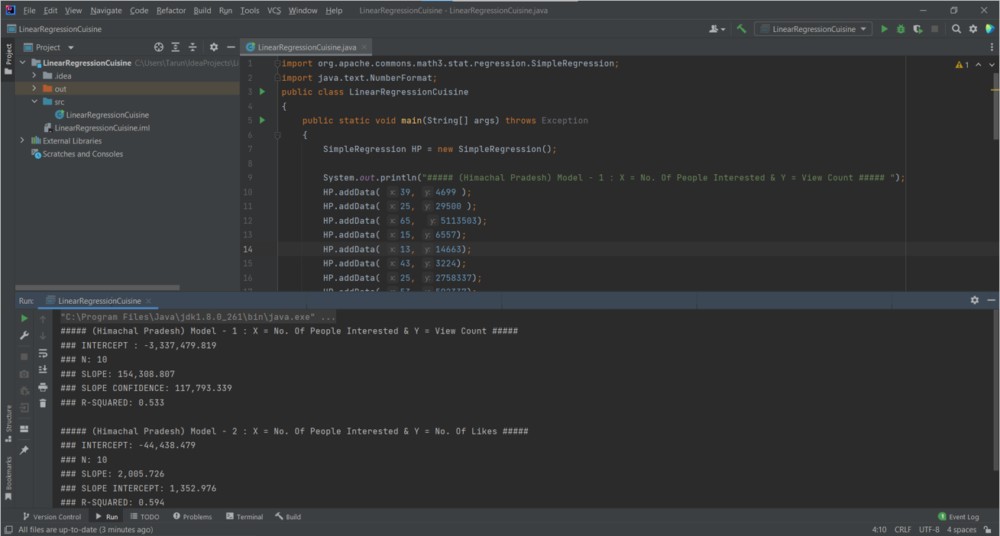 File Edit View Navigate Code Refactor Build Run Tools VCS Window Help LinearRegressionCuisine - LinearRegressionCuisine.java
LinearRegressionCuisine
LinearRegressionCuisine
Project
Project
LinearRegressionCuisine C:\Users\Tarun\IdeaProjects\Li
.idea
out
src
LinearRegressionCuisine
LinearRegressionCuisine.iml
External Libraries
Scratches and Consoles
LinearRegressionCuisine.java
1
1 import org.apache.commons.math3.stat.regression.SimpleRegression;
2 import java.text.NumberFormat;
3 public class LinearRegressionCuisine
4 {
5 public static void main(String[] args) throws Exception
6 {
7 SimpleRegression HP = new SimpleRegression();
8
9 System.out.println("##### (Himachal Pradesh) Model - 1 : X = No. Of People Interested & Y = View Count ##### ");
10 HP.addData( x: 39, y: 4699 );
11 HP.addData( x: 25, y: 29500 );
12 HP.addData( x: 65, y: 5113503);
13 HP.addData( x: 15, y: 6557);
14 HP.addData( x: 13, y: 14663);
15 HP.addData( x: 43, y: 3224);
16 HP.addData( x: 25, y: 2758337);
Run: LinearRegressionCuisine
"C:\Program Files\Java\jdk1.8.0_261\bin\java.exe" ...
##### (Himachal Pradesh) Model - 1 : X = No. Of People Interested & Y = View Count #####
### INTERCEPT : -3,337,479.819
### N: 10
### SLOPE: 154,308.807
### SLOPE CONFIDENCE: 117,793.339
### R-SQUARED: 0.533
##### (Himachal Pradesh) Model - 2 : X = No. Of People Interested & Y = No. Of Likes #####
### INTERCEPT: -44,438.479
### N: 10
### SLOPE: 2,005.726
### SLOPE INTERCEPT: 1,352.976
### R-SQUARED: 0.594
Structure
Bookmarks
Version Control Run TODO Problems Terminal Build 1 Event Log
All files are up-to-date (3 minutes ago) 4:10 CRLF UTF-8 4 spaces